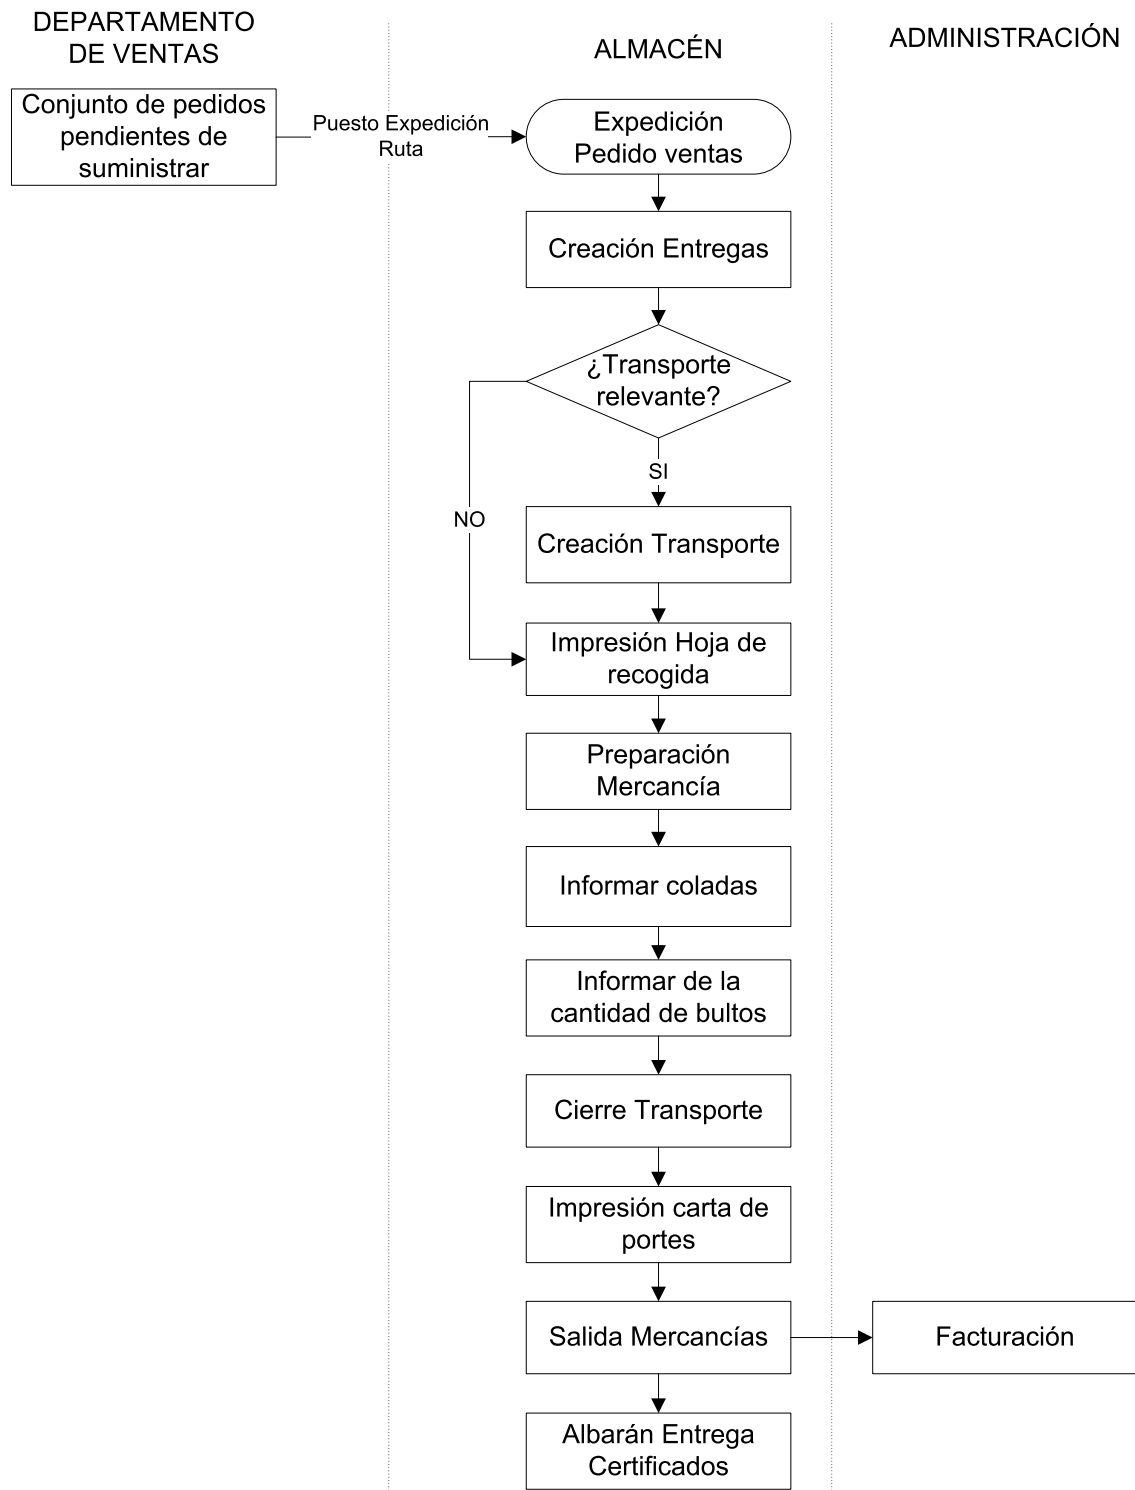 DEPARTAMENTO
DE VENTAS
ALMACÉN
ADMINISTRACIÓN
Conjunto de pedidos
pendientes de
suministrar
Puesto Expedición
Ruta
Expedición
Pedido ventas
Creación Entregas
¿Transporte
relevante?
SI
NO
Creación Transporte
Impresión Hoja de
recogida
Preparación
Mercancía
Informar coladas
Informar de la
cantidad de bultos
Cierre Transporte
Impresión carta de
portes
Salida Mercancías
Facturación
Albarán Entrega
Certificados